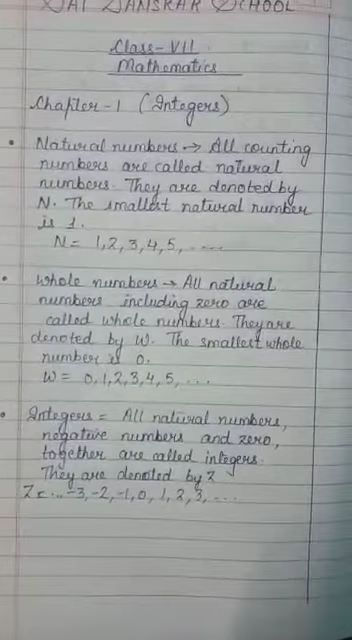 SAI SANSKAR SCHOOL
Class-VII
Mathematics
Chapter-1 (Integers)
• Natural numbers → All counting
numbers are called natural
numbers. They are denoted by
N. The smallest natural number
is 1.
N = 1,2,3,4,5, .....
• Whole numbers → All natural
numbers including zero are
called whole numbers. They are
denoted by W. The smallest whole
number is 0.
W = 0,1,2,3,4,5, ...
• Integers = All natural numbers,
negative numbers and zero,
together are called integers.
They are denoted by Z
Z = ... -3,-2,-1,0,1,2,3, ....